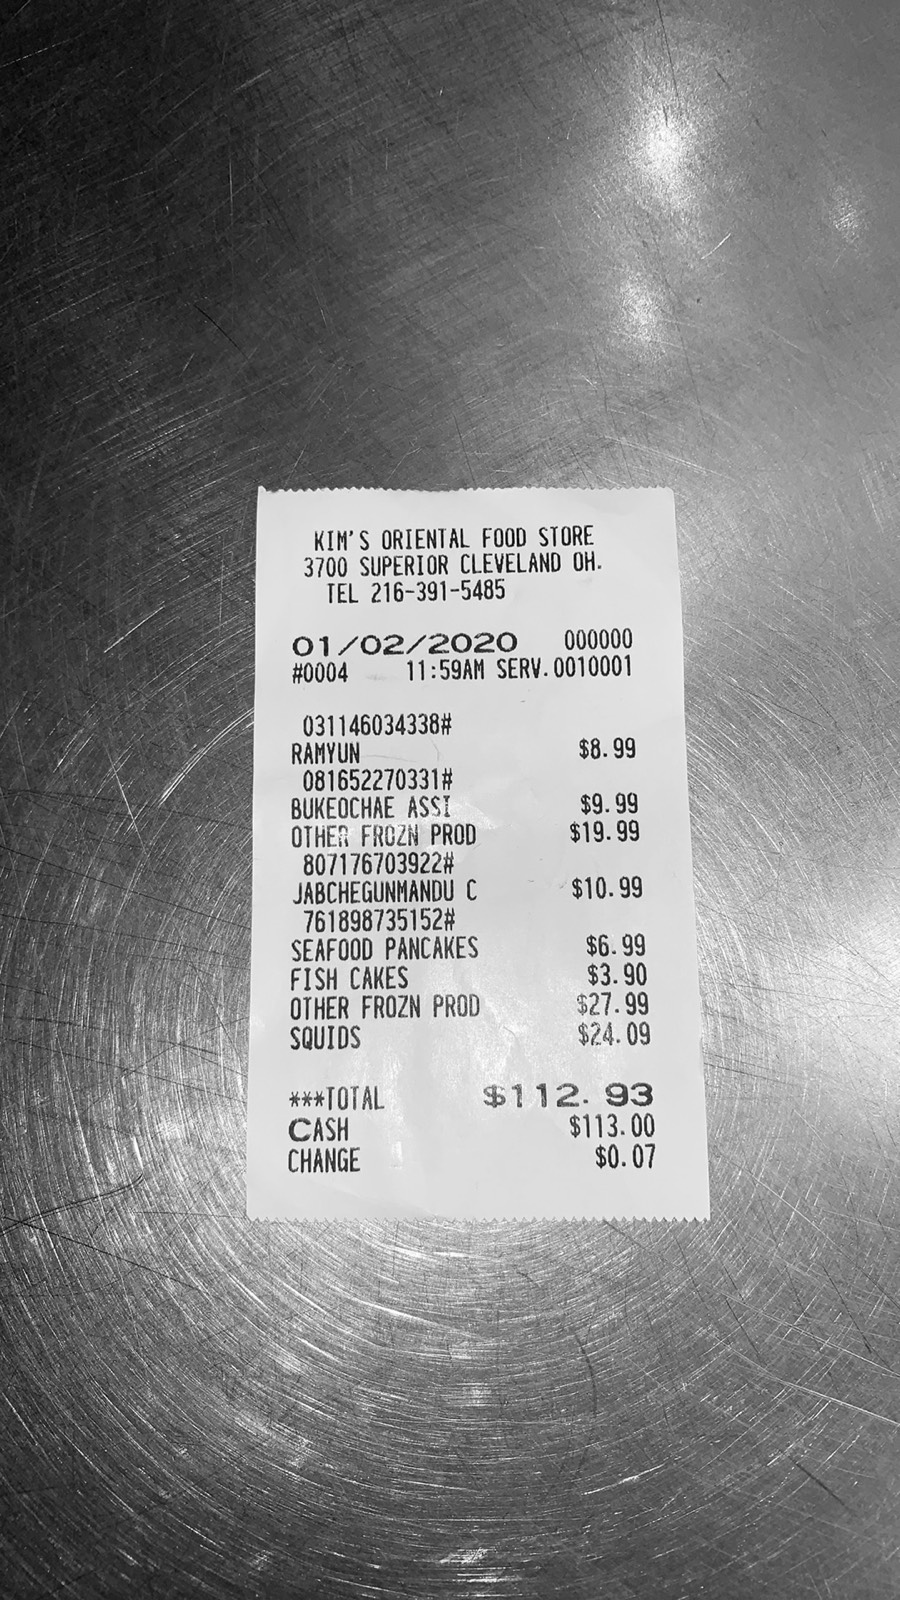 KIM'S ORIENTAL FOOD STORE
3700 SUPERIOR CLEVELAND OH.
TEL 216-391-5485
01/02/2020 000000
#0004 11:59AM SERV.0010001
031146034338#
RAMYUN $8.99
081652270331#
BUKEOCHAE ASSI $9.99
OTHER FROZN PROD $19.99
807176703922#
JABCHEGUNMANDU C $10.99
761898735152#
SEAFOOD PANCAKES $6.99
FISH CAKES $3.90
OTHER FROZN PROD $27.99
SQUIDS $24.09
***TOTAL $112.93
CASH $113.00
CHANGE $0.07